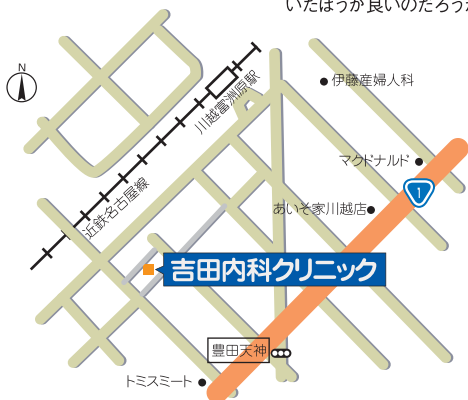 いたほうが良いのだろうか
N
伊藤産婦人科
川越富洲原駅
マクドナルド
1
近鉄名古屋線
あいそ家川越店
吉田内科クリニック
豊田天神
トミスミート